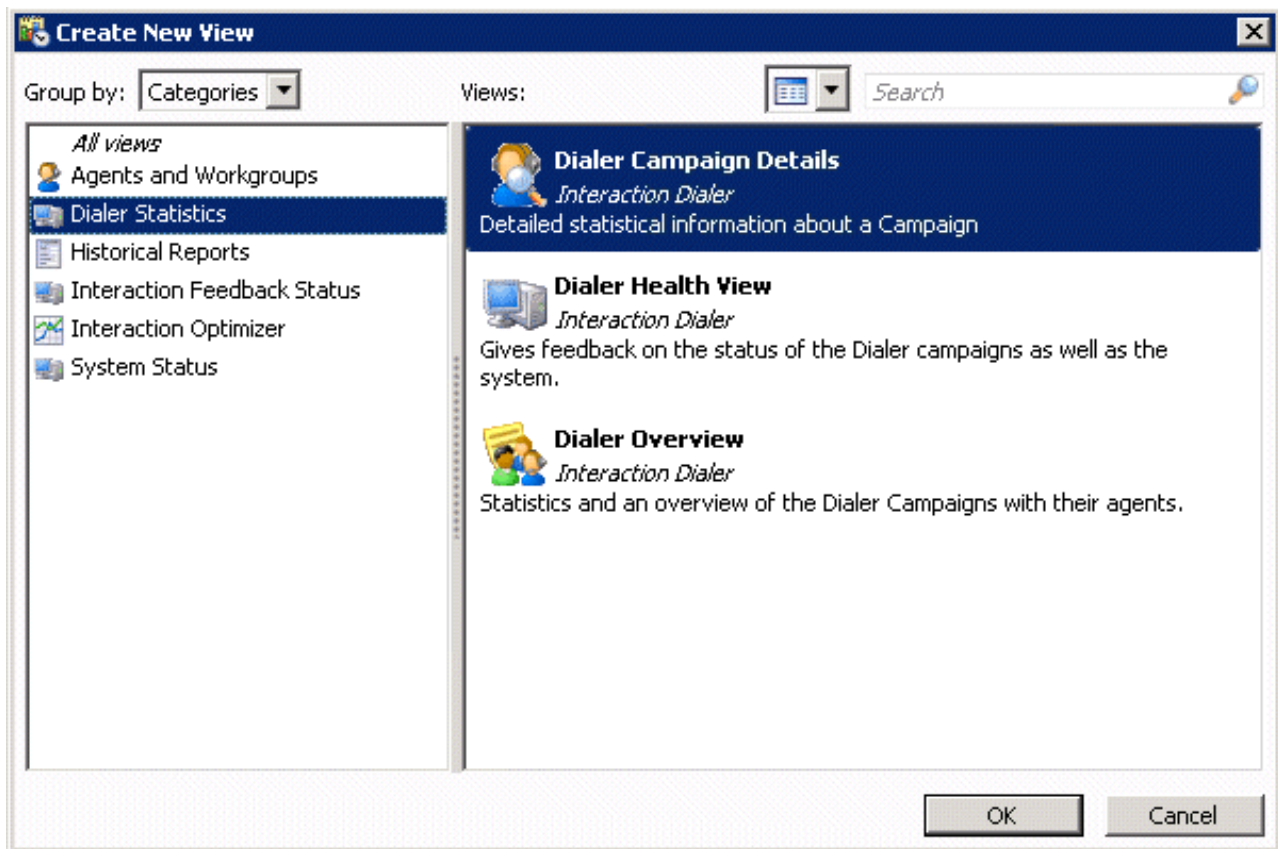 Create New View
Group by: Categories
Views:
Search
All views
Agents and Workgroups
Dialer Statistics
Historical Reports
Interaction Feedback Status
Interaction Optimizer
System Status
Dialer Campaign Details
Interaction Dialer
Detailed statistical information about a Campaign
Dialer Health View
Interaction Dialer
Gives feedback on the status of the Dialer campaigns as well as the
system.
Dialer Overview
Interaction Dialer
Statistics and an overview of the Dialer Campaigns with their agents.
OK
Cancel